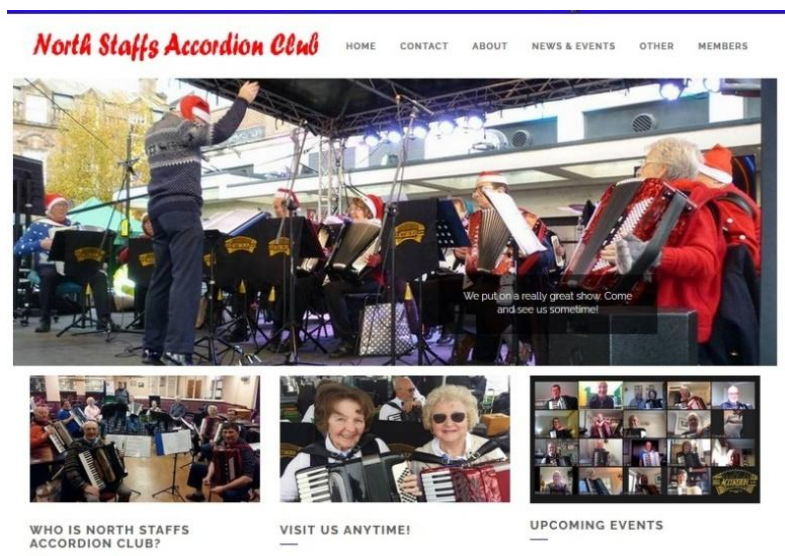 North Staffs Accordion Club
HOME CONTACT ABOUT NEWS & EVENTS OTHER MEMBERS
We put on a really great show. Come
and see us sometime!
ACCORDION
WHO IS NORTH STAFFS
ACCORDION CLUB?
VISIT US ANYTIME!
UPCOMING EVENTS